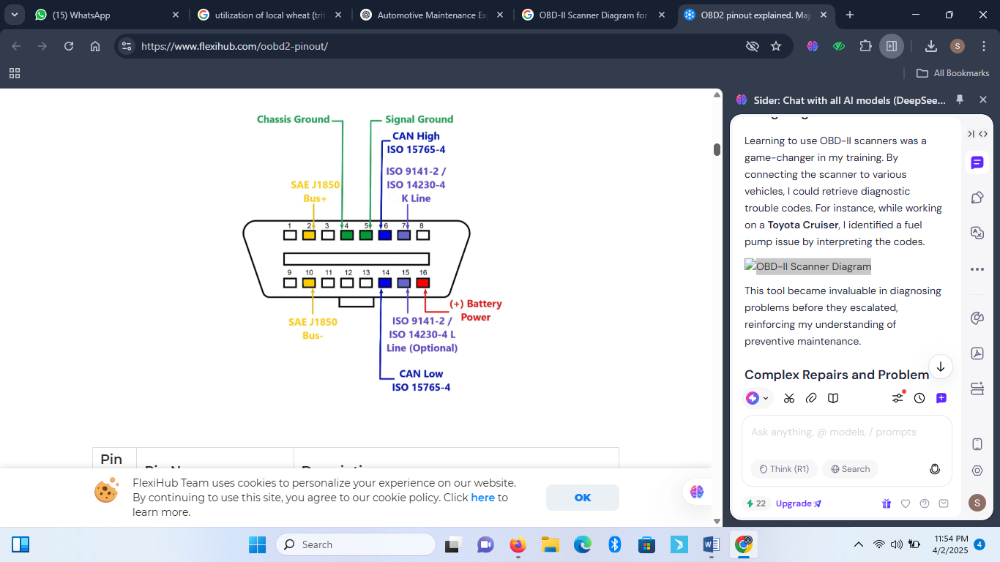 (15) WhatsApp
utilization of local wheat (trit
Automotive Maintenance Ex
OBD-II Scanner Diagram for
OBD2 pinout explained. Maj
https://www.flexihub.com/oobd2-pinout/
S
All Bookmarks
Chassis Ground
Signal Ground
CAN High
ISO 15765-4
ISO 9141-2 /
ISO 14230-4
K Line
SAE J1850
Bus+
1 2 3 4 5 6 7 8
9 10 11 12 13 14 15 16
(+) Battery
Power
SAE J1850
Bus-
ISO 9141-2 /
ISO 14230-4 L
Line (Optional)
CAN Low
ISO 15765-4
Pin
FlexiHub Team uses cookies to personalize your experience on our website.
By continuing to use this site, you agree to our cookie policy. Click here to
learn more.
OK
Sider: Chat with all AI models (DeepSee...
Learning to use OBD-II scanners was a
game-changer in my training. By
connecting the scanner to various
vehicles, I could retrieve diagnostic
trouble codes. For instance, while working
on a Toyota Cruiser, I identified a fuel
pump issue by interpreting the codes.
OBD-II Scanner Diagram
This tool became invaluable in diagnosing
problems before they escalated,
reinforcing my understanding of
preventive maintenance.
Complex Repairs and Problem
Ask anything, @ models, / prompts
Think (R1)
Search
22
Upgrade
S
Search
11:54 PM
4/2/2025
4